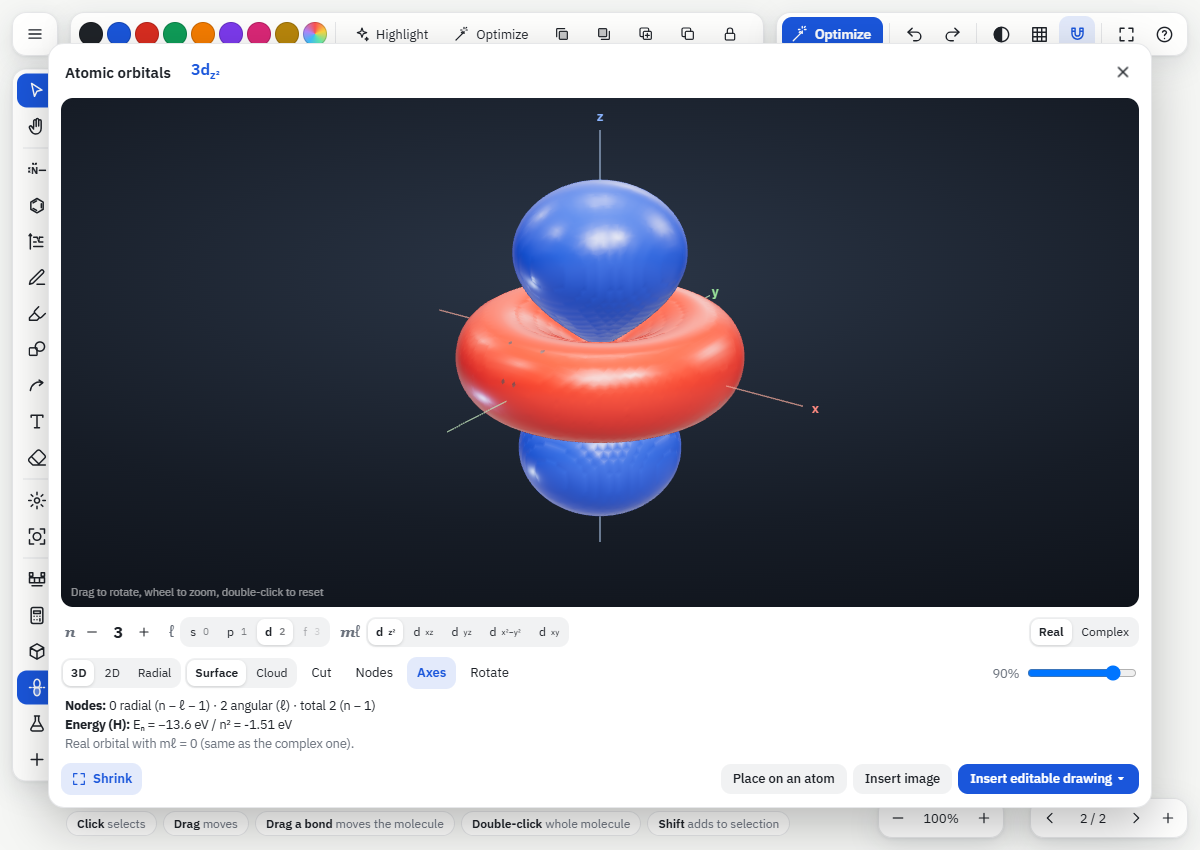 Highlight
Optimize
Optimize
Atomic orbitals
3d z²
z
y
x
Drag to rotate, wheel to zoom, double-click to reset
n − 3 + ℓ s 0 p 1 d 2 f 3 mℓ d z² d xz d yz d x²−y² d xy Real Complex
3D 2D Radial Surface Cloud Cut Nodes Axes Rotate 90%
Nodes: 0 radial (n − ℓ − 1) · 2 angular (ℓ) · total 2 (n − 1)
Energy (H): Eₙ = −13.6 eV / n² = -1.51 eV
Real orbital with mℓ = 0 (same as the complex one).
Shrink Place on an atom Insert image Insert editable drawing
Click selects Drag moves Drag a bond moves the molecule Double-click whole molecule Shift adds to selection − 100% + 2 / 2 +
N
T